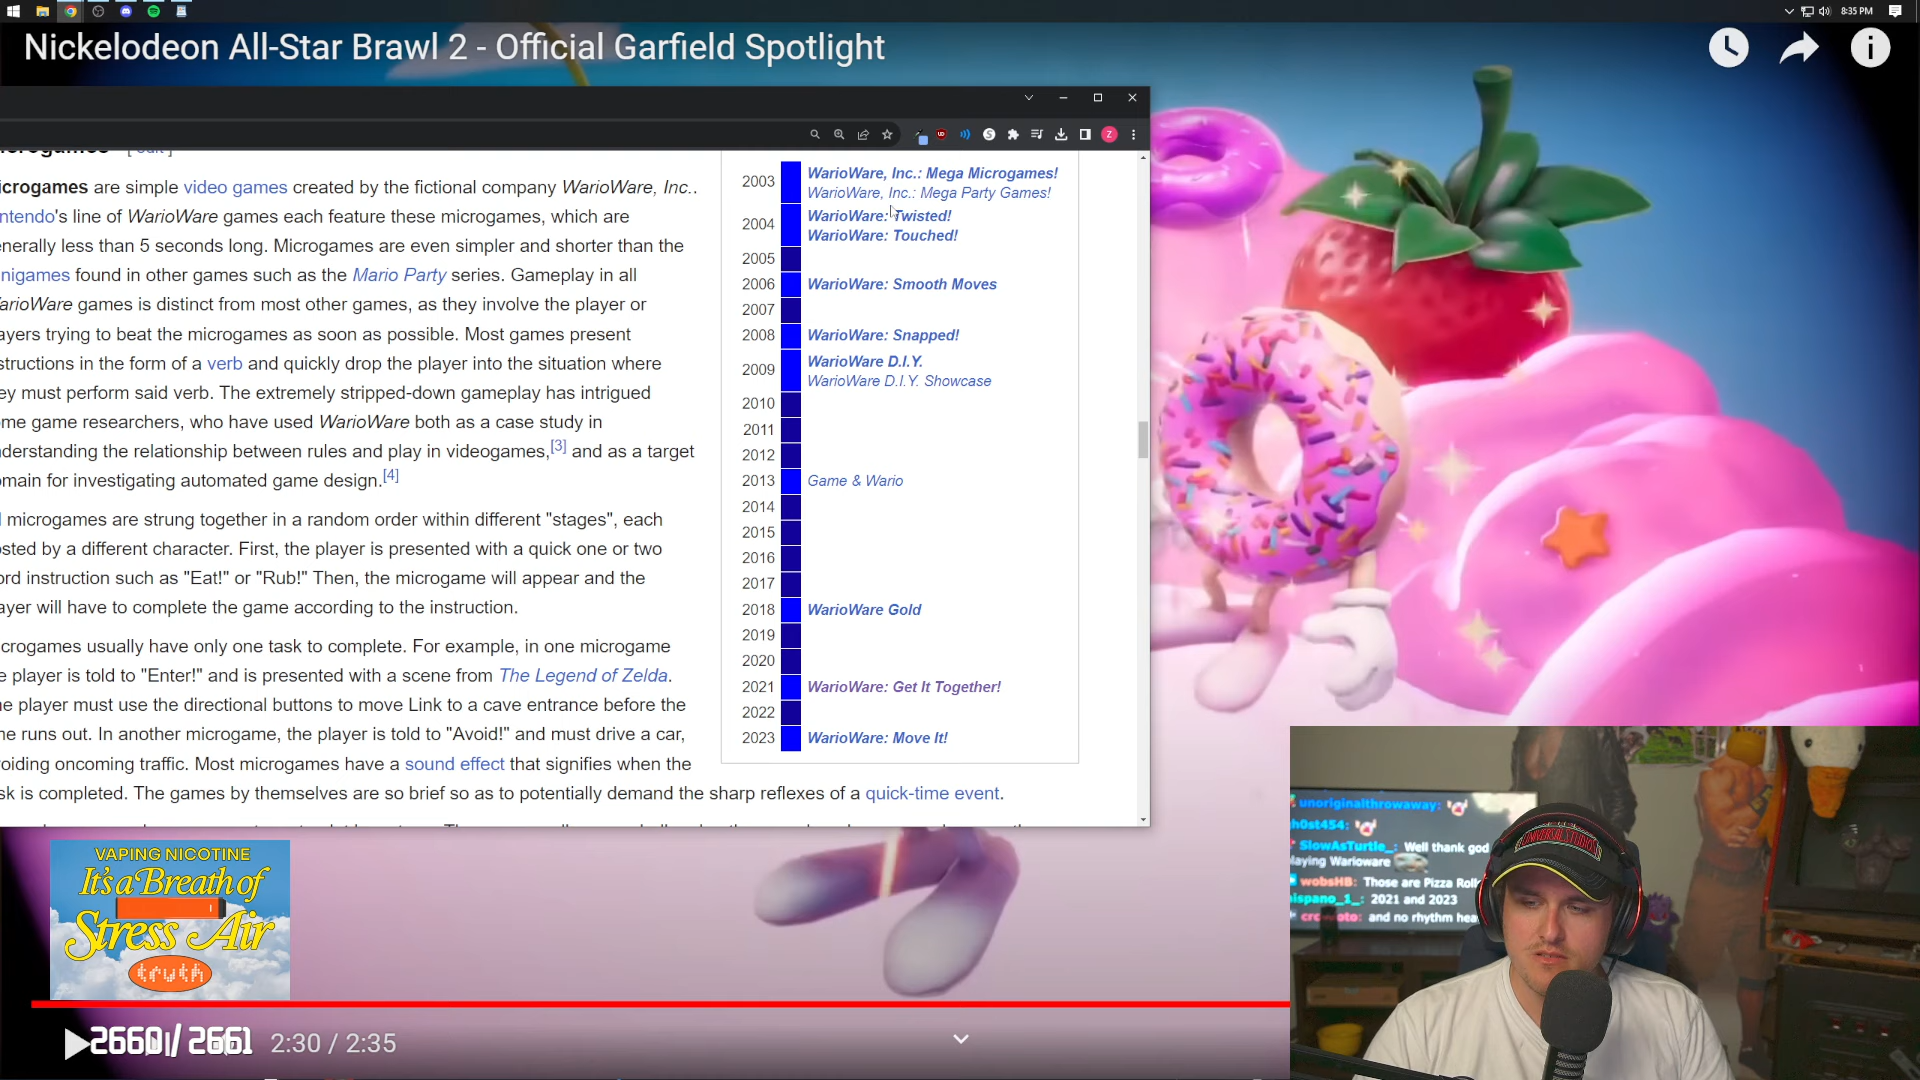 8:35 PM
Nickelodeon All-Star Brawl 2 - Official Garfield Spotlight
[ edit ]
icrogames are simple video games created by the fictional company WarioWare, Inc..
ntendo's line of WarioWare games each feature these microgames, which are
enerally less than 5 seconds long. Microgames are even simpler and shorter than the
nigames found in other games such as the Mario Party series. Gameplay in all
arioWare games is distinct from most other games, as they involve the player or
ayers trying to beat the microgames as soon as possible. Most games present
structions in the form of a verb and quickly drop the player into the situation where
ey must perform said verb. The extremely stripped-down gameplay has intrigued
me game researchers, who have used WarioWare both as a case study in
derstanding the relationship between rules and play in videogames,[3] and as a target
main for investigating automated game design.[4]
l microgames are strung together in a random order within different "stages", each
sted by a different character. First, the player is presented with a quick one or two
ord instruction such as "Eat!" or "Rub!" Then, the microgame will appear and the
ayer will have to complete the game according to the instruction.
crogames usually have only one task to complete. For example, in one microgame
e player is told to "Enter!" and is presented with a scene from The Legend of Zelda.
e player must use the directional buttons to move Link to a cave entrance before the
ne runs out. In another microgame, the player is told to "Avoid!" and must drive a car,
oiding oncoming traffic. Most microgames have a sound effect that signifies when the
sk is completed. The games by themselves are so brief so as to potentially demand the sharp reflexes of a quick-time event.
2003 WarioWare, Inc.: Mega Microgames!
WarioWare, Inc.: Mega Party Games!
2004 WarioWare: Twisted!
WarioWare: Touched!
2005
2006 WarioWare: Smooth Moves
2007
2008 WarioWare: Snapped!
2009 WarioWare D.I.Y.
WarioWare D.I.Y. Showcase
2010
2011
2012
2013 Game & Wario
2014
2015
2016
2017
2018 WarioWare Gold
2019
2020
2021 WarioWare: Get It Together!
2022
2023 WarioWare: Move It!
VAPING NICOTINE
It's a Breath of
Stress Air
truth
2660/ 2661 2:30 / 2:35
unoriginalthrowaway:
h0st454:
SlowAsTurtle_: Well thank god
laying Warioware
wobsHB: Those are Pizza Roll
ispano_1_: 2021 and 2023
and no rhythm hea
UNIVERSAL STUDIOS